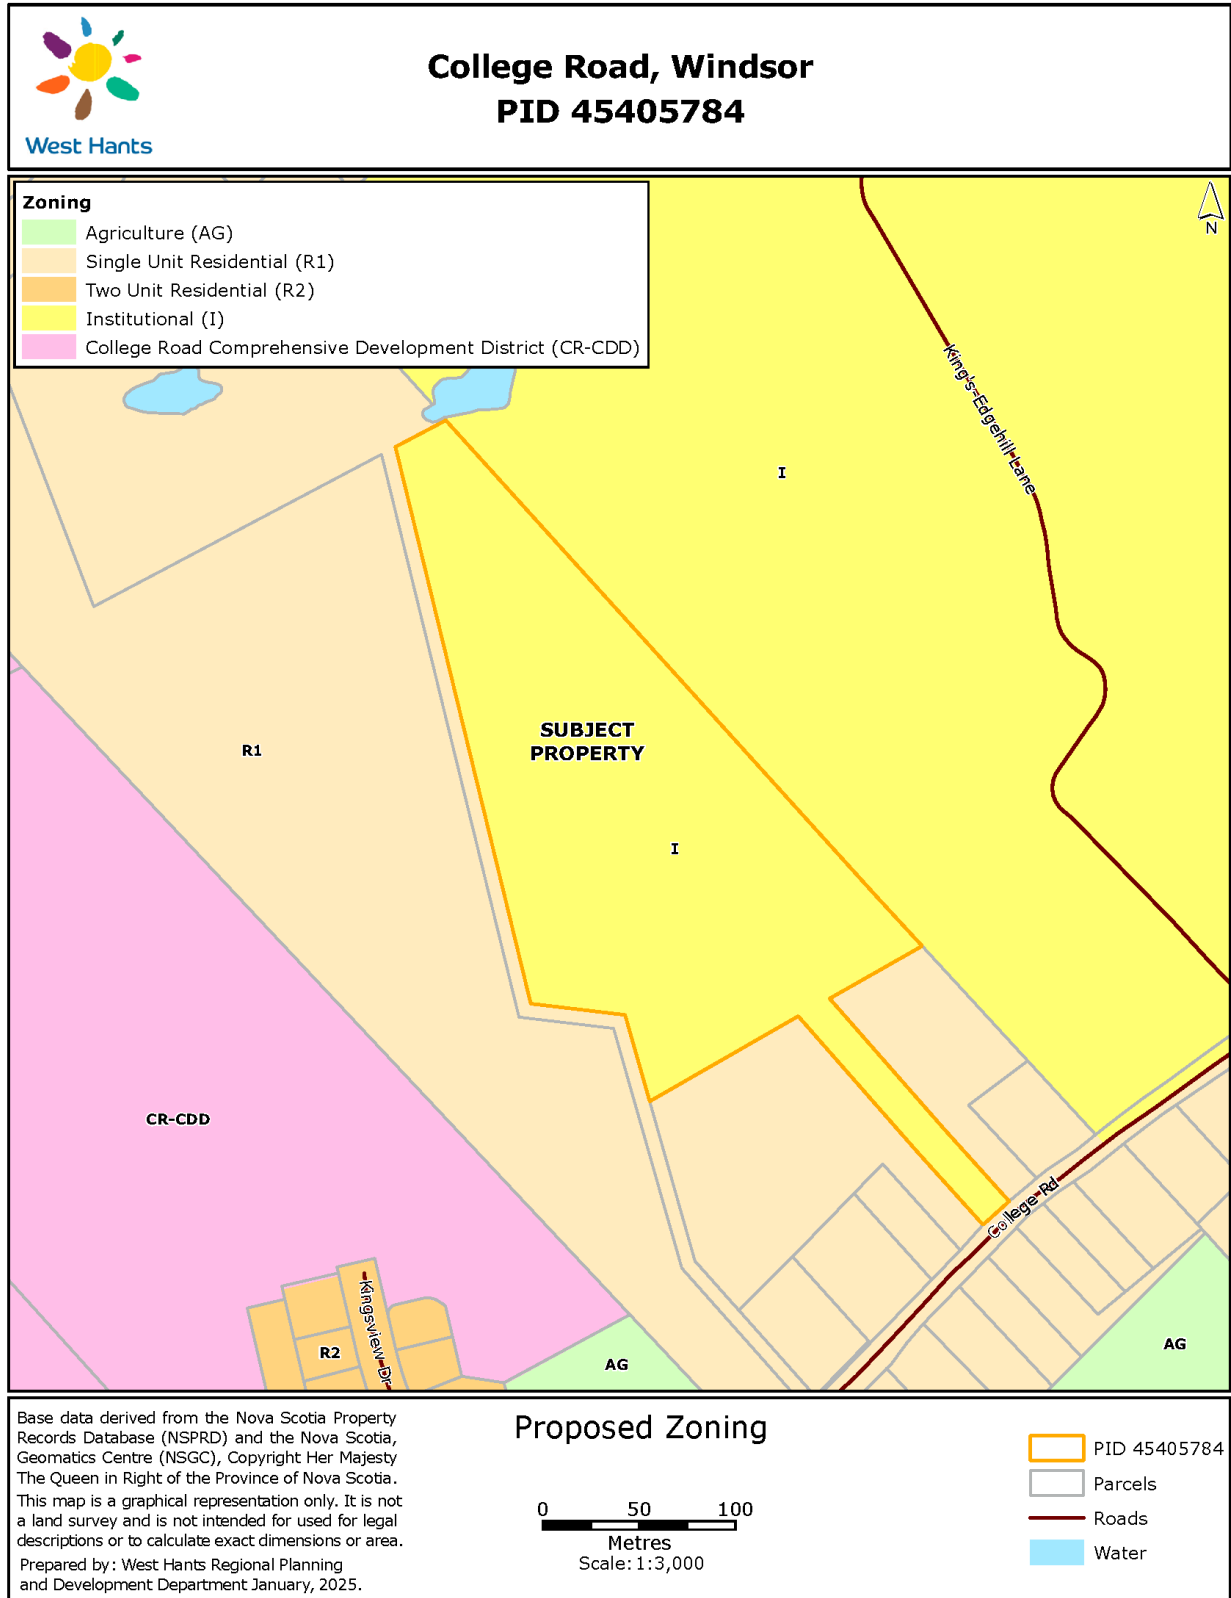 College Road, Windsor
PID 45405784
West Hants
Zoning
Agriculture (AG)
Single Unit Residential (R1)
Two Unit Residential (R2)
Institutional (I)
College Road Comprehensive Development District (CR-CDD)
N
King's-Edgehill Lane
I
SUBJECT
PROPERTY
R1
I
CR-CDD
College Rd
Kingsview Dr
R2
AG
AG
Base data derived from the Nova Scotia Property
Records Database (NSPRD) and the Nova Scotia,
Geomatics Centre (NSGC), Copyright Her Majesty
The Queen in Right of the Province of Nova Scotia.
This map is a graphical representation only. It is not
a land survey and is not intended for used for legal
descriptions or to calculate exact dimensions or area.
Prepared by: West Hants Regional Planning
and Development Department January, 2025.
Proposed Zoning
0 50 100
Metres
Scale: 1:3,000
PID 45405784
Parcels
Roads
Water